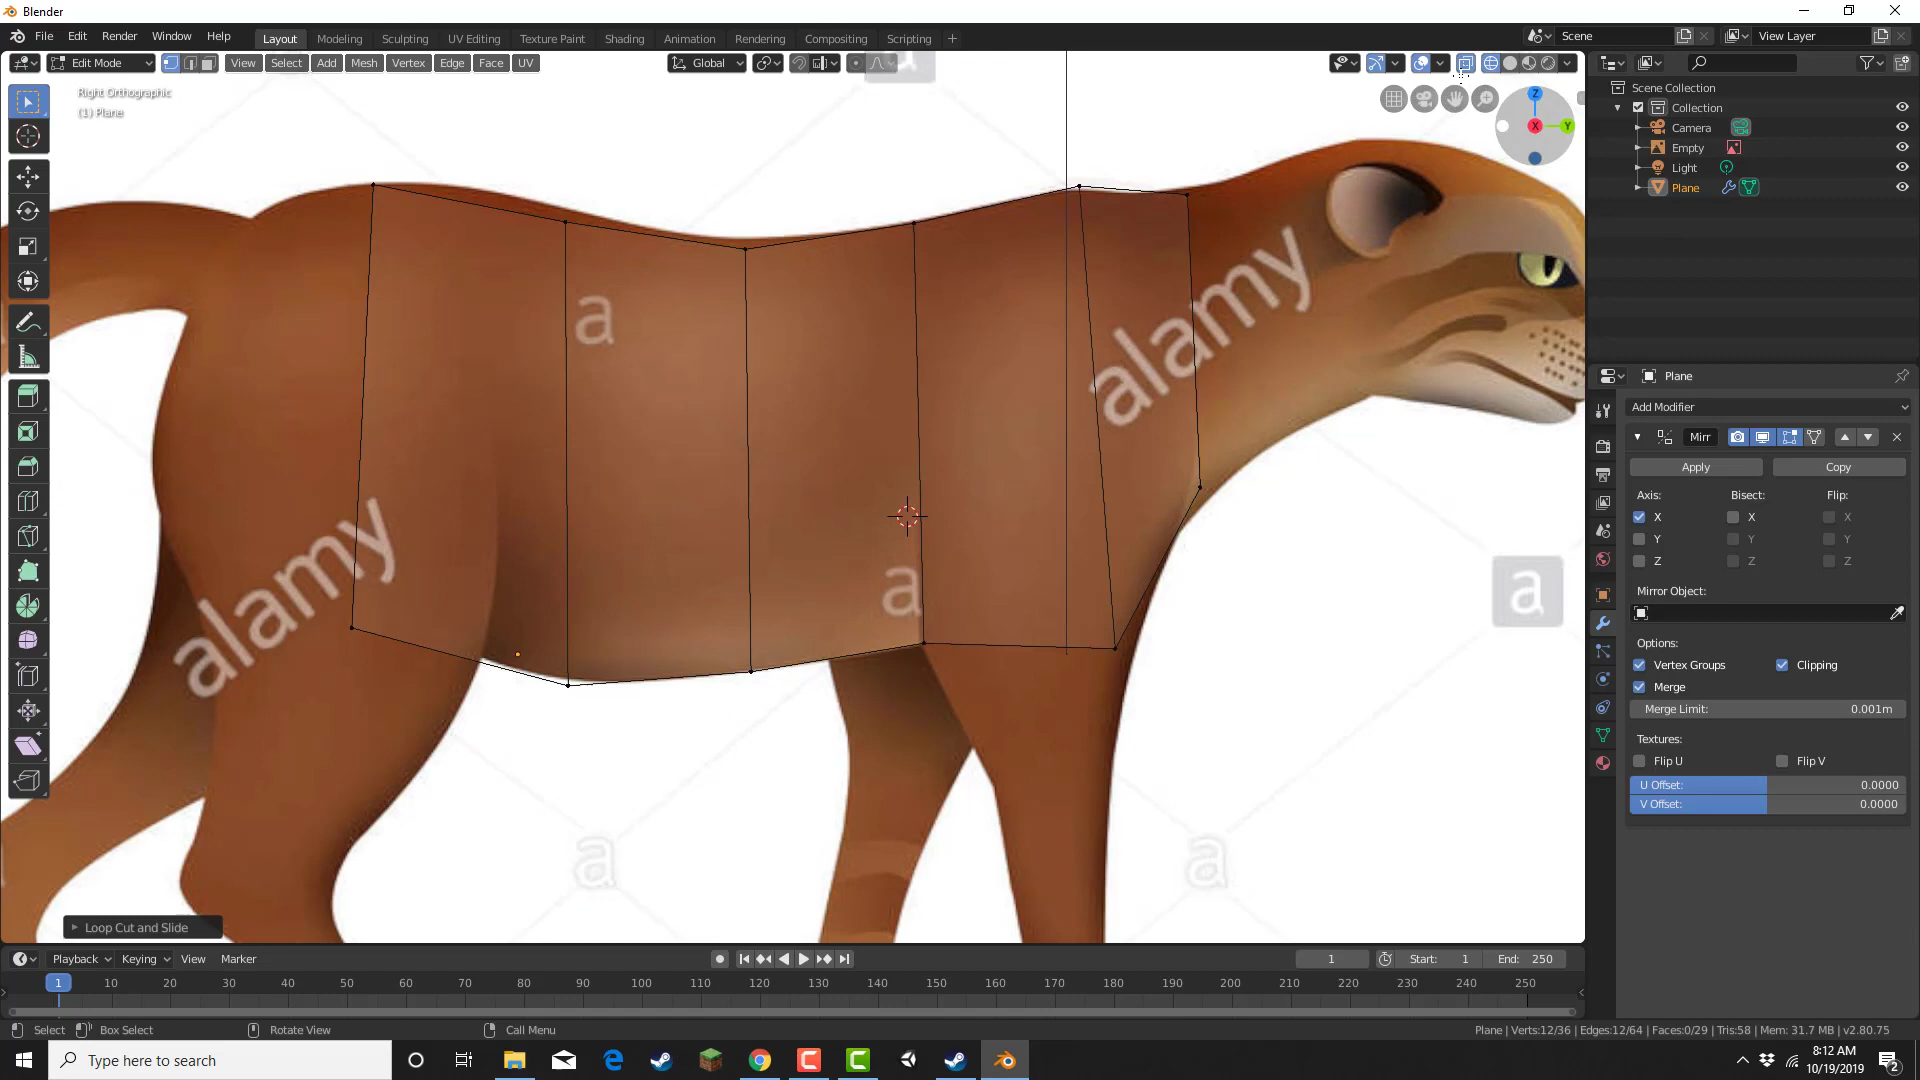 Blender
File Edit Render Window Help
Layout Modeling Sculpting UV Editing Texture Paint Shading Animation Rendering Compositing Scripting
Scene View Layer
Edit Mode View Select Add Mesh Vertex Edge Face UV Global
Right Orthographic
(1) Plane
Z
X Y
Scene Collection
Collection
Camera
Empty
Light
Plane
Plane
Add Modifier
Mirr
Apply Copy
Axis: Bisect: Flip:
X X X
Y Y Y
Z Z Z
Mirror Object:
Options:
Vertex Groups Clipping
Merge
Merge Limit: 0.001m
Textures:
Flip U Flip V
U Offset: 0.0000
V Offset: 0.0000
a
a
alamy
alamy
a
a
a
a
Loop Cut and Slide
Playback Keying View Marker
1 Start: 1 End: 250
1 10 20 30 40 50 60 70 80 90 100 110 120 130 140 150 160 170 180 190 200 210 220 230 240 250
Select Box Select Rotate View Call Menu
Plane | Verts:12/36 | Edges:12/64 | Faces:0/29 | Tris:58 | Mem: 31.7 MB | v2.80.75
Type here to search
8:12 AM
10/19/2019
2